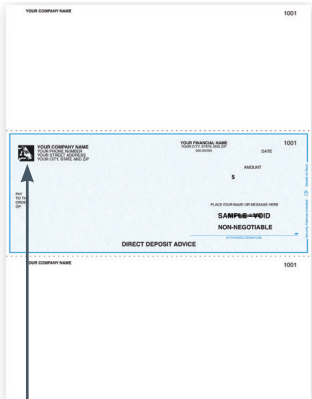 YOUR COMPANY NAME 1001
YOUR COMPANY NAME
YOUR PHONE NUMBER
YOUR STREET ADDRESS
YOUR CITY, STATE AND ZIP
YOUR FINANCIAL NAME
YOUR CITY, STATE AND ZIP
1001
DATE
AMOUNT
$
PAY
TO THE
ORDER
OF
PLACE YOUR NAME OR MESSAGE HERE
SAMPLE - VOID
NON-NEGOTIABLE
AUTHORIZED SIGNATURE
DIRECT DEPOSIT ADVICE
YOUR COMPANY NAME 1001